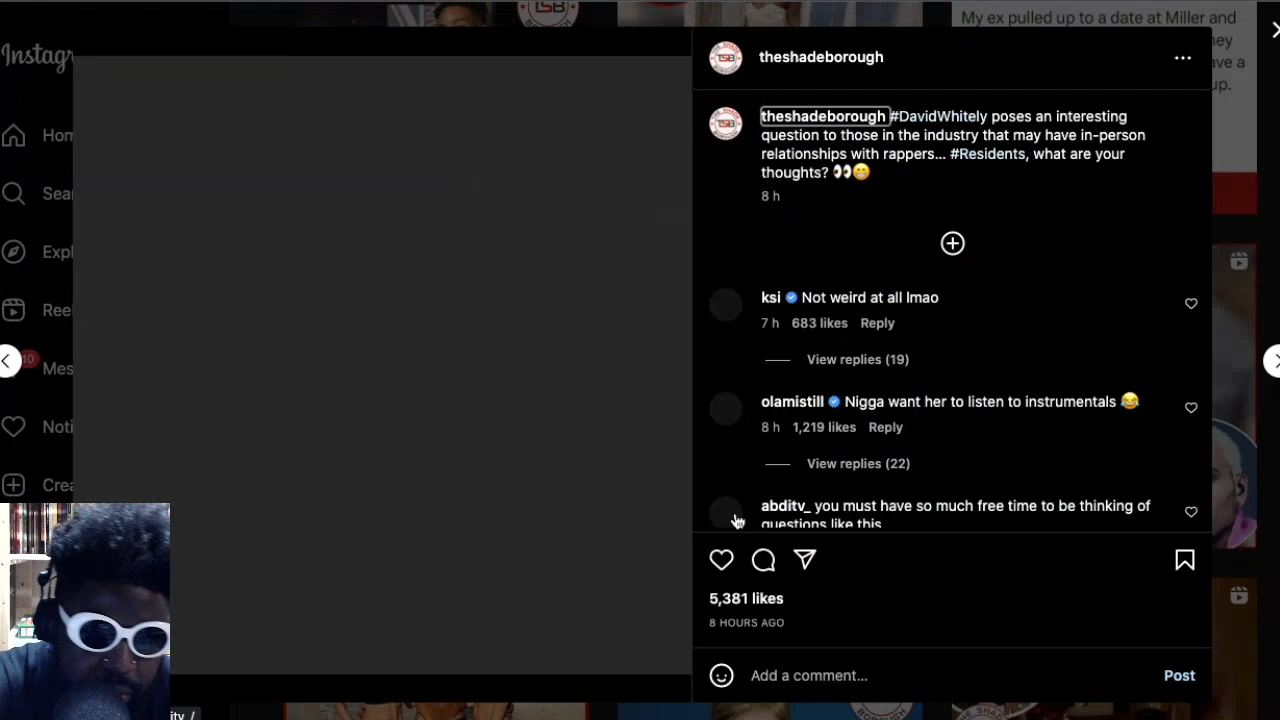 My ex pulled up to a date at Miller and
Instagr
theshadeborough
theshadeborough #DavidWhitely poses an interesting
question to those in the industry that may have in-person
relationships with rappers... #Residents, what are your
thoughts? 👀😁
8 h
Hom
Sear
Expl
Reel
10
Mes
Noti
Crea
ksi Not weird at all lmao
7 h 683 likes Reply
View replies (19)
olamistill Nigga want her to listen to instrumentals 😂
8 h 1,219 likes Reply
View replies (22)
abditv_ you must have so much free time to be thinking of
questions like this
5,381 likes
8 HOURS AGO
Add a comment...
Post
TSB